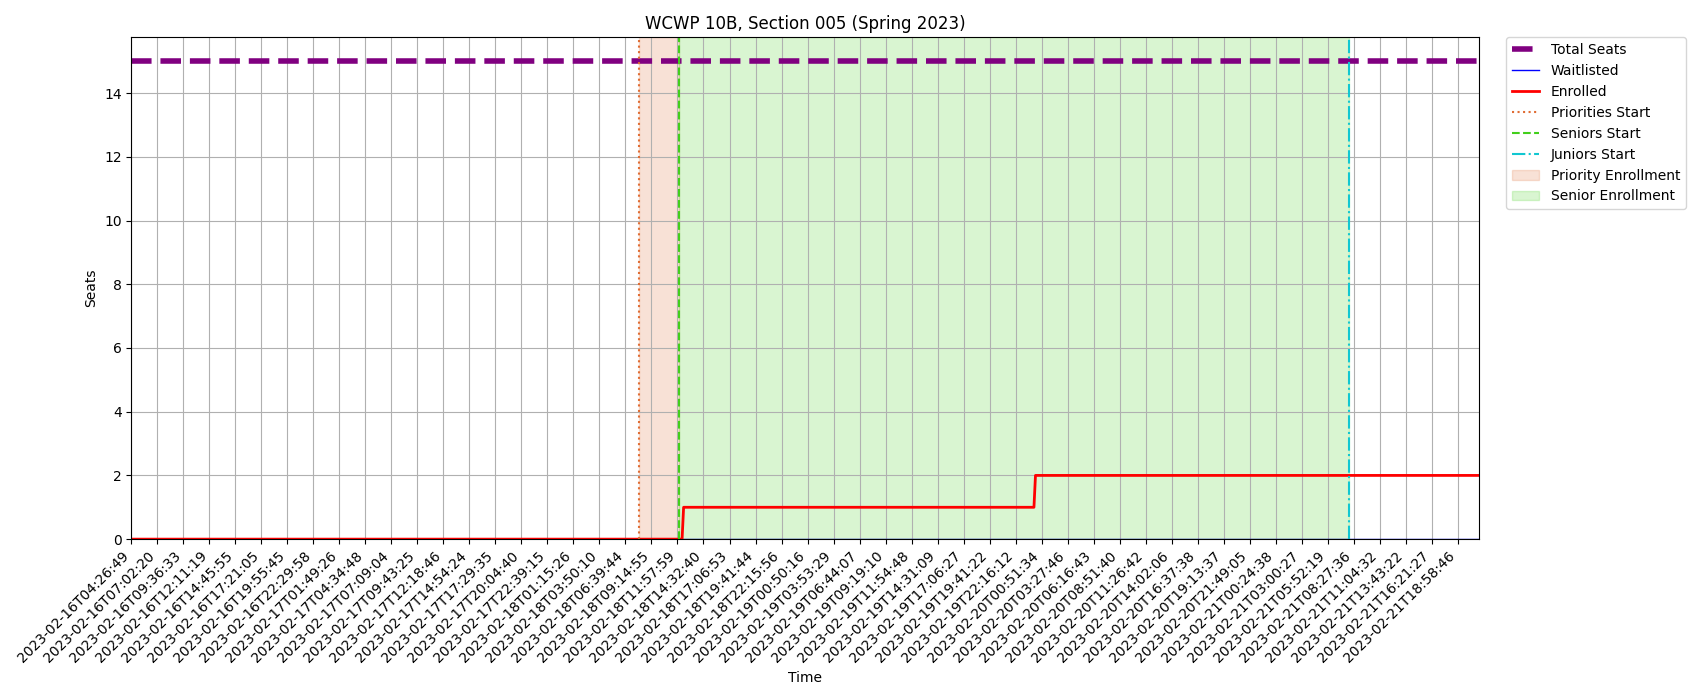 WCWP 10B, Section 005 (Spring 2023)
Total Seats
Waitlisted
Enrolled
Priorities Start
Seniors Start
Juniors Start
Priority Enrollment
Senior Enrollment
Seats
14
12
10
8
6
4
2
0
2023-02-16T04:26:49
2023-02-16T07:02:20
2023-02-16T09:36:33
2023-02-16T12:11:19
2023-02-16T14:45:55
2023-02-16T17:21:05
2023-02-16T19:55:45
2023-02-16T22:29:58
2023-02-17T01:49:26
2023-02-17T04:34:48
2023-02-17T07:09:04
2023-02-17T09:43:25
2023-02-17T12:18:46
2023-02-17T14:54:24
2023-02-17T17:29:35
2023-02-17T20:04:40
2023-02-17T22:39:15
2023-02-18T01:15:26
2023-02-18T03:50:10
2023-02-18T06:39:44
2023-02-18T09:14:55
2023-02-18T11:57:59
2023-02-18T14:32:40
2023-02-18T17:06:53
2023-02-18T19:41:44
2023-02-18T22:15:56
2023-02-19T00:50:16
2023-02-19T03:53:29
2023-02-19T06:44:07
2023-02-19T09:19:10
2023-02-19T11:54:48
2023-02-19T14:31:09
2023-02-19T17:06:27
2023-02-19T19:41:22
2023-02-19T22:16:12
2023-02-20T00:51:34
2023-02-20T03:27:46
2023-02-20T06:16:43
2023-02-20T08:51:40
2023-02-20T11:26:42
2023-02-20T14:02:06
2023-02-20T16:37:38
2023-02-20T19:13:37
2023-02-20T21:49:05
2023-02-21T00:24:38
2023-02-21T03:00:27
2023-02-21T05:52:19
2023-02-21T08:27:36
2023-02-21T11:04:32
2023-02-21T13:43:22
2023-02-21T16:21:27
2023-02-21T18:58:46
Time